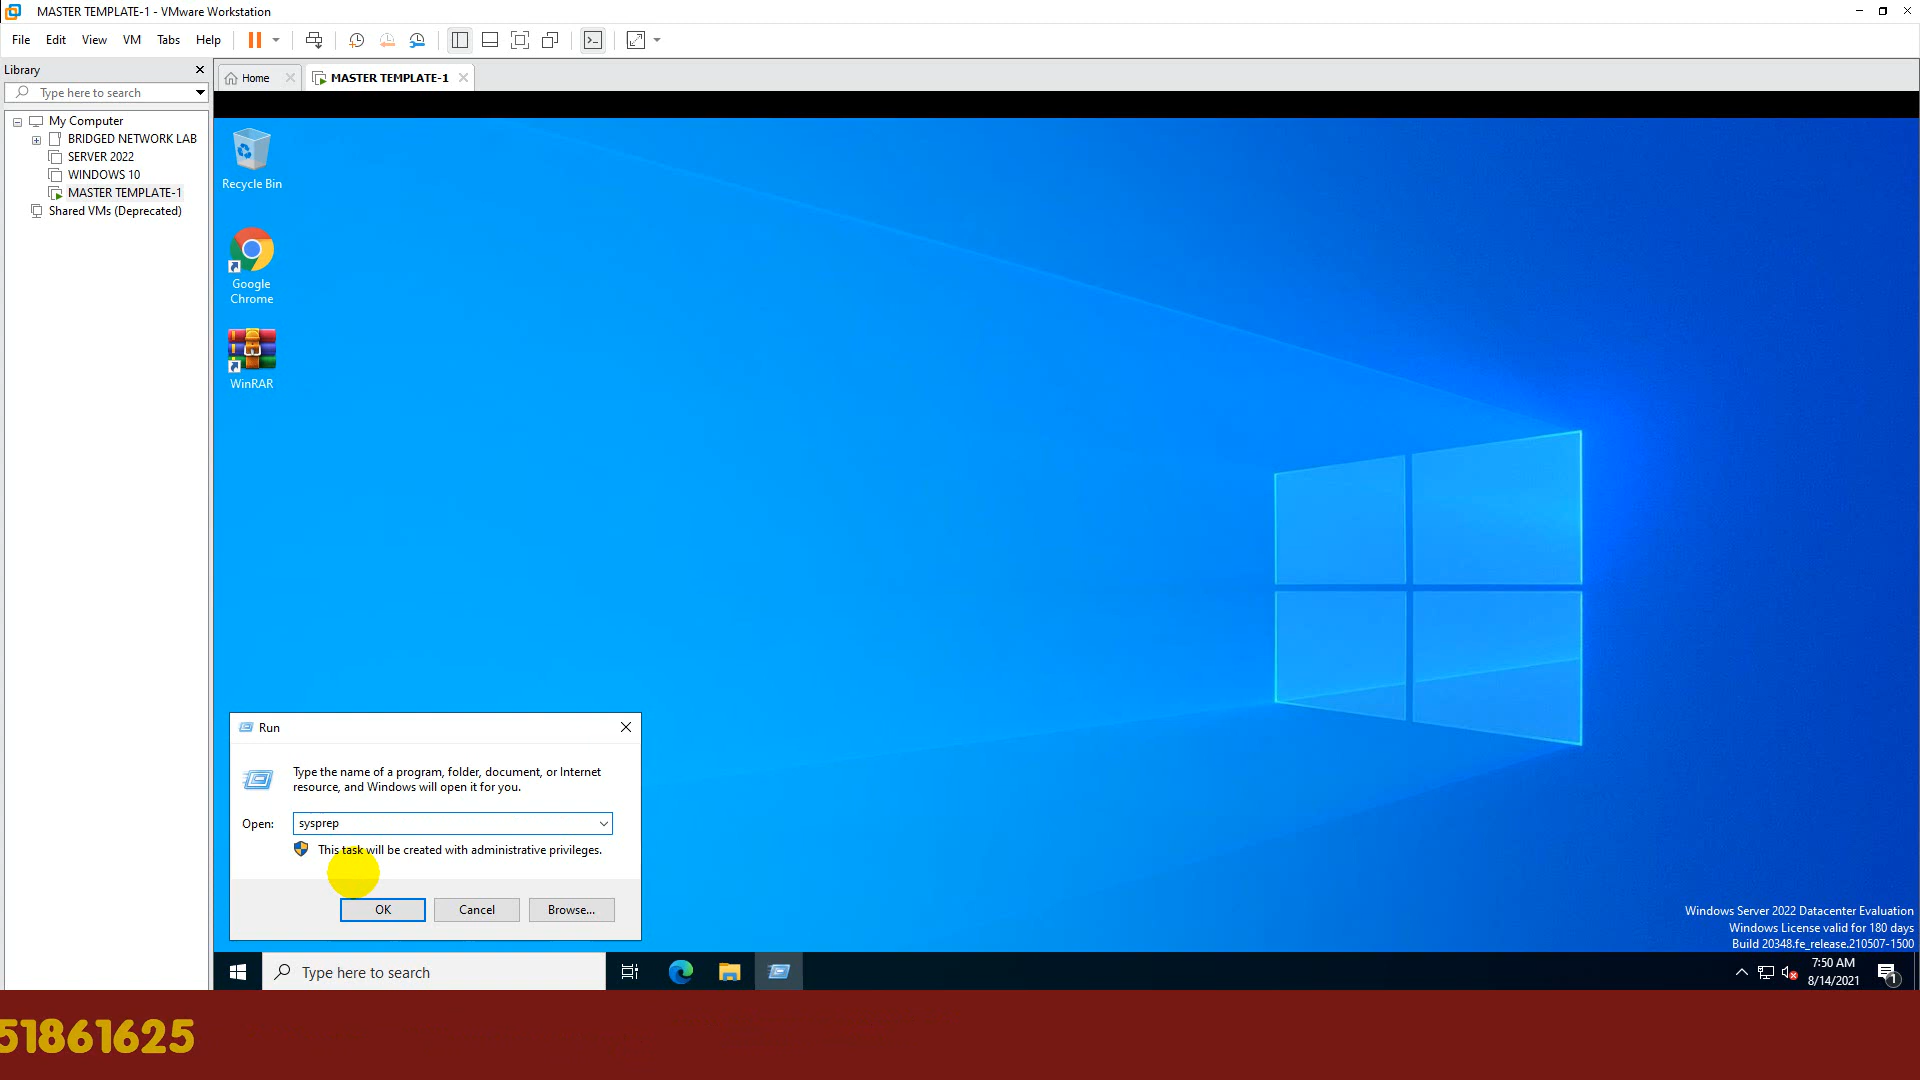 MASTER TEMPLATE-1 - VMware Workstation
File Edit View VM Tabs Help
Library
Type here to search
My Computer
BRIDGED NETWORK LAB
SERVER 2022
WINDOWS 10
MASTER TEMPLATE-1
Shared VMs (Deprecated)
Home
MASTER TEMPLATE-1
Recycle Bin
Google
Chrome
WinRAR
Run
Type the name of a program, folder, document, or Internet
resource, and Windows will open it for you.
Open: sysprep
This task will be created with administrative privileges.
OK Cancel Browse...
Windows Server 2022 Datacenter Evaluation
Windows License valid for 180 days
Build 20348.fe_release.210507-1500
Type here to search
7:50 AM
8/14/2021
1
51861625